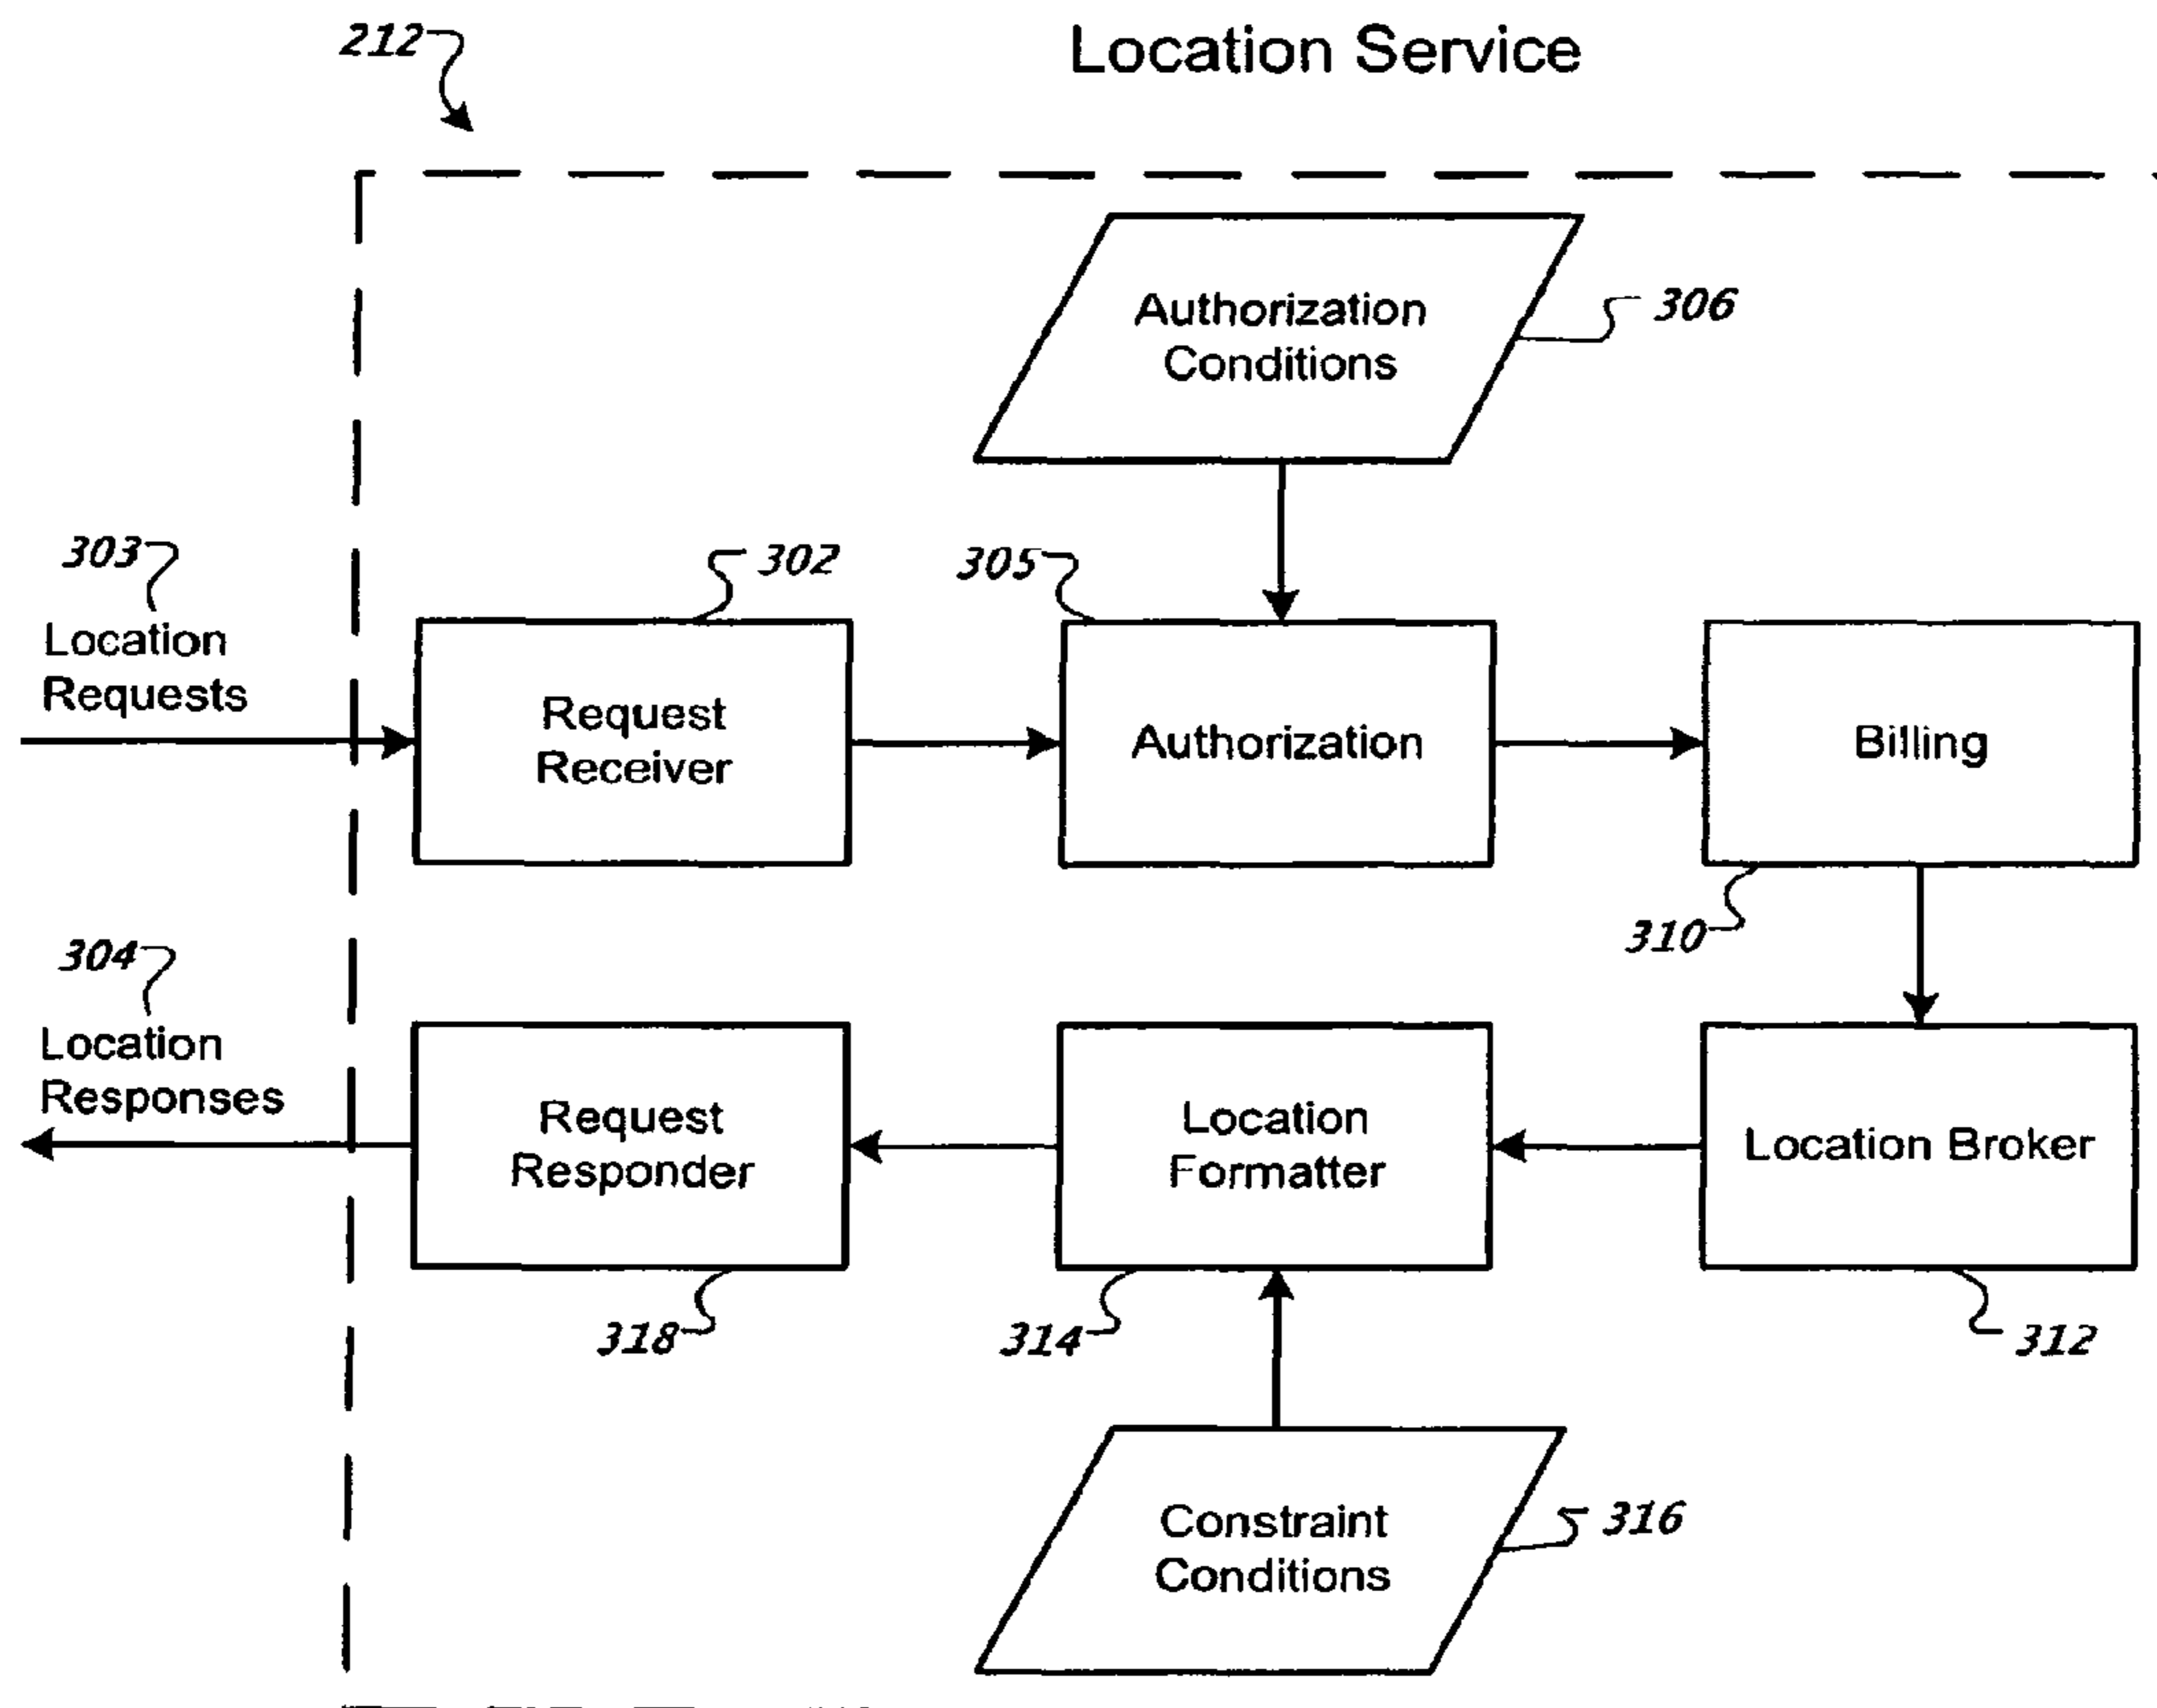 212
Location Service
Authorization
Conditions
306
303
Location
Requests
302
Request
Receiver
305
Authorization
Billing
310
304
Location
Responses
Request
Responder
318
Location
Formatter
314
Location Broker
312
Constraint
Conditions
316